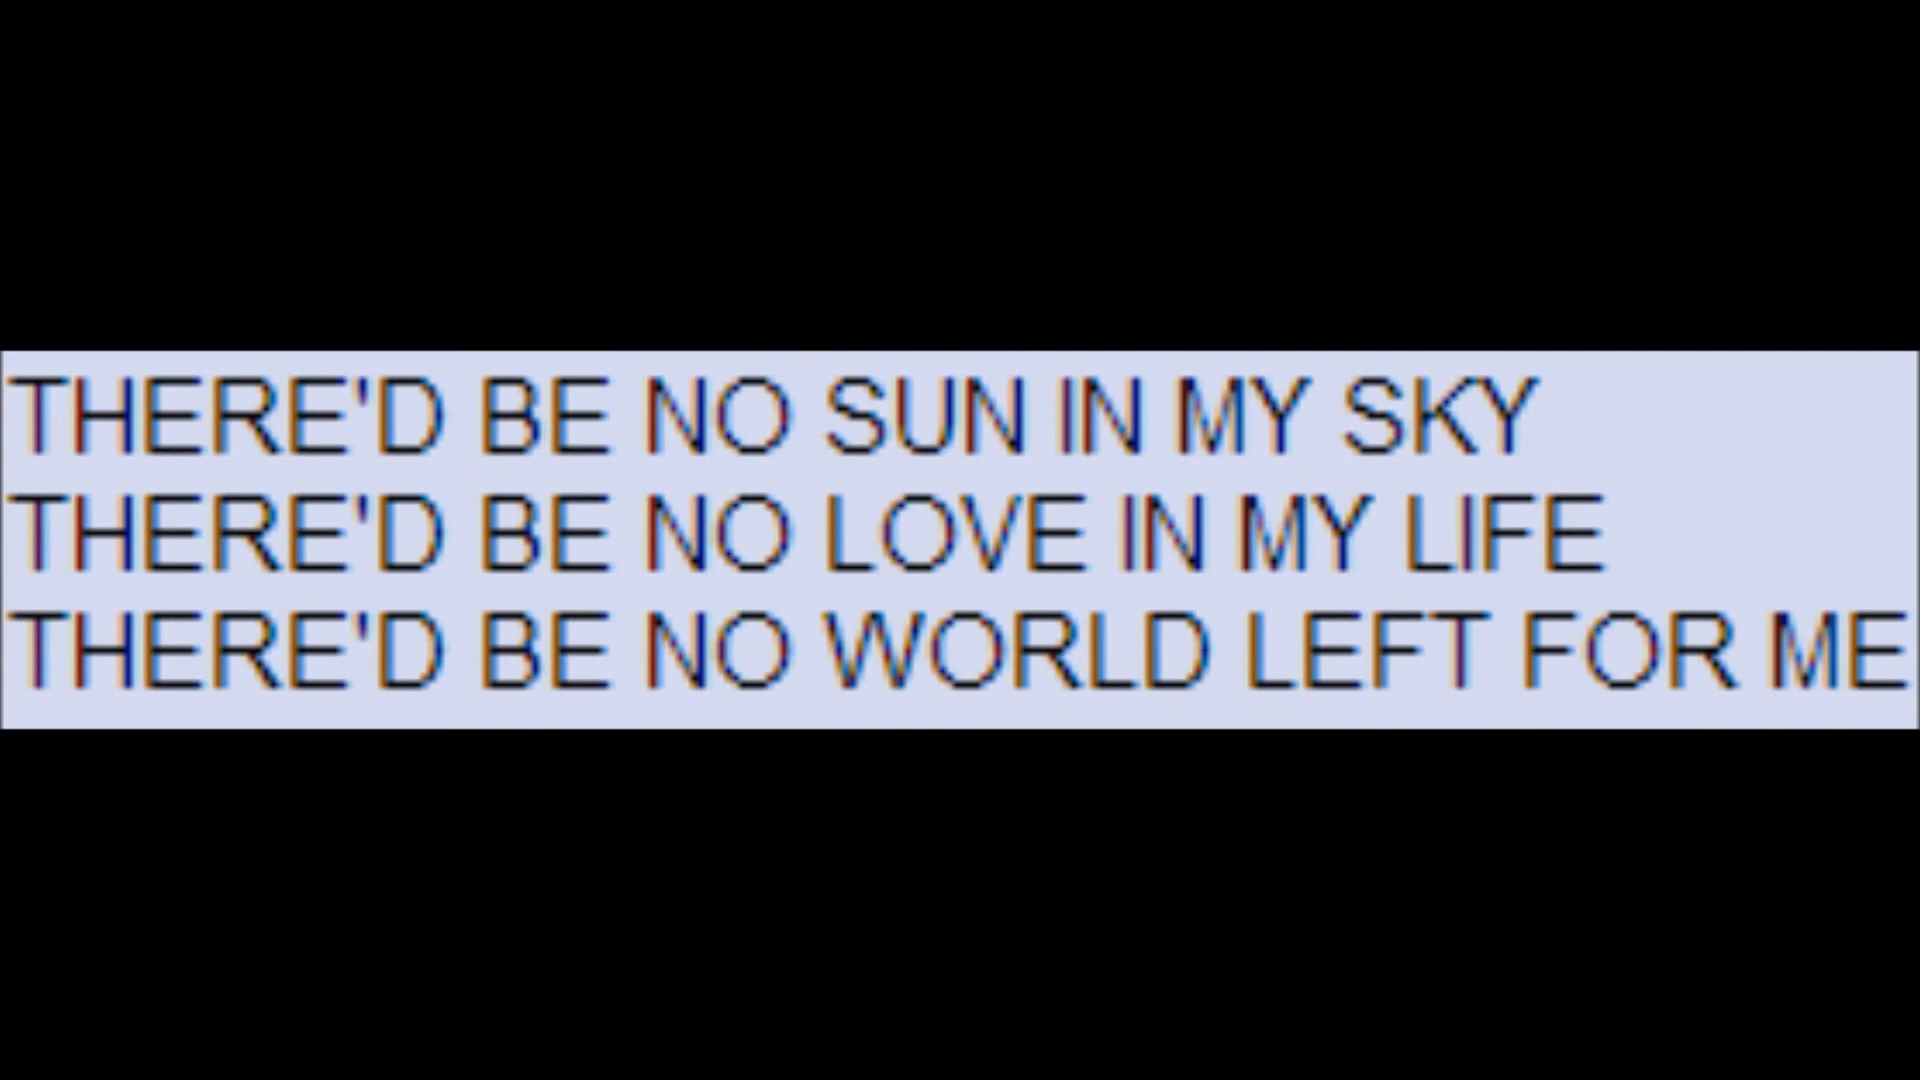 THERE'D BE NO SUN IN MY SKY
THERE'D BE NO LOVE IN MY LIFE
THERE'D BE NO WORLD LEFT FOR ME